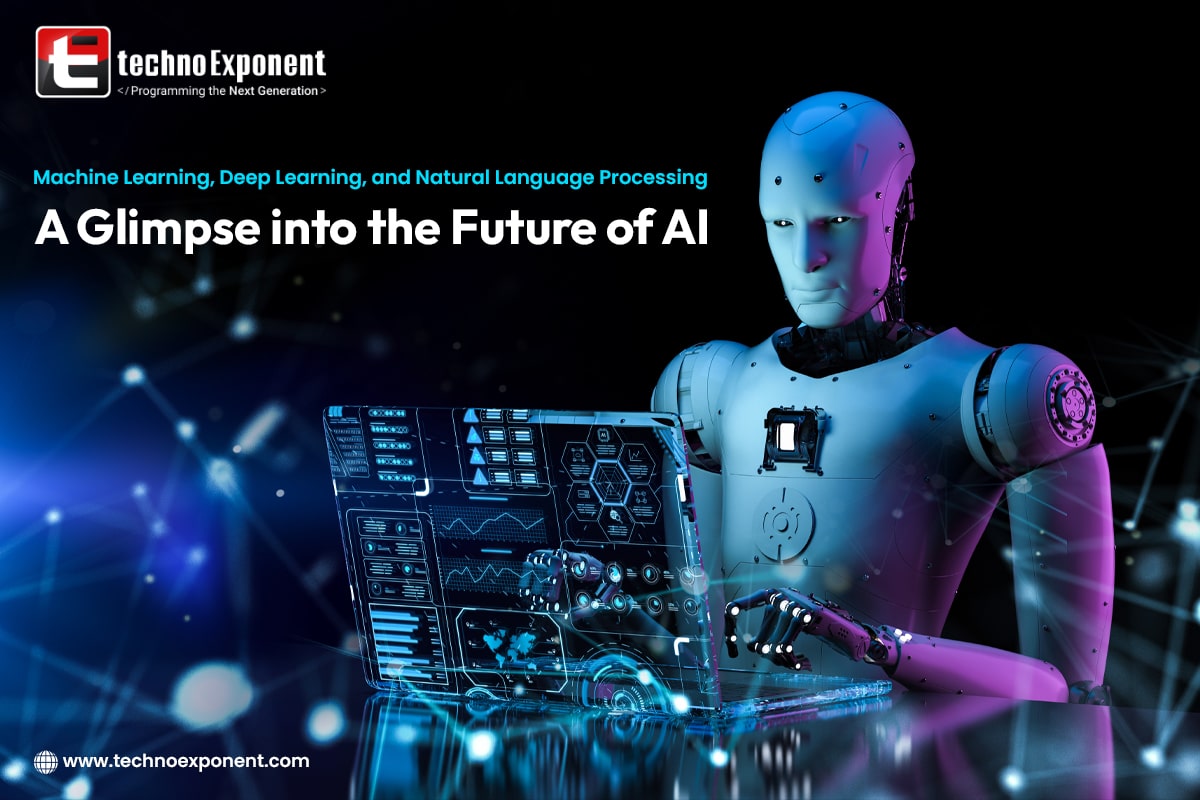 technoExponent
</Programming the Next Generation>
Machine Learning, Deep Learning, and Natural Language Processing
A Glimpse into the Future of AI
www.technoexponent.com